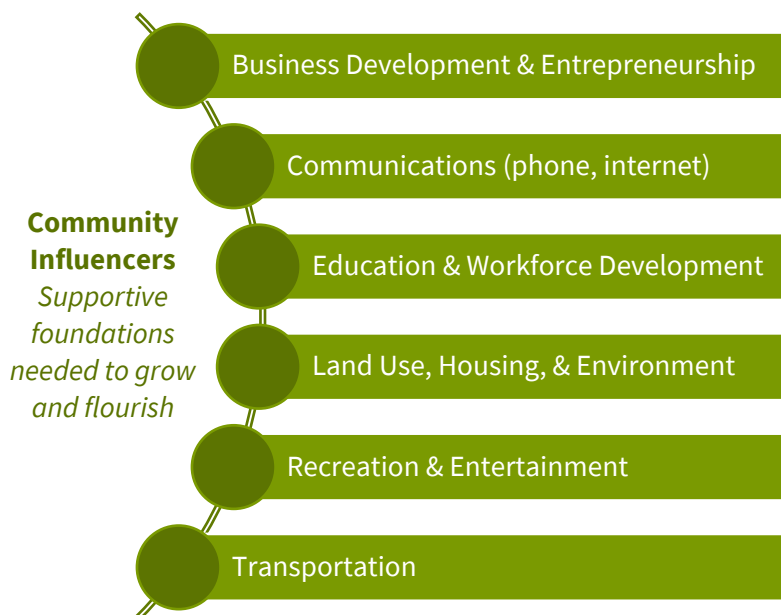 Community
Influencers
Supportive
foundations
needed to grow
and flourish
Business Development & Entrepreneurship
Communications (phone, internet)
Education & Workforce Development
Land Use, Housing, & Environment
Recreation & Entertainment
Transportation